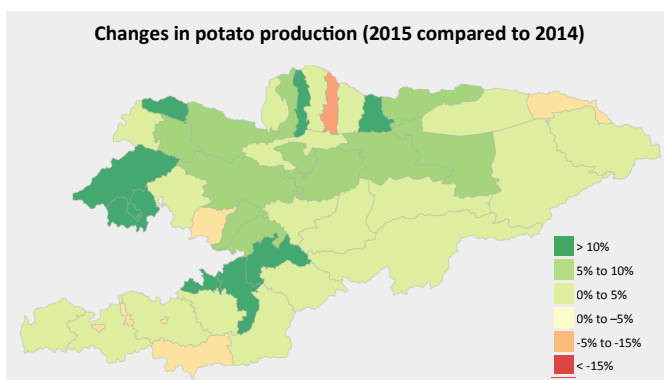 Changes in potato production (2015 compared to 2014)
> 10%
5% to 10%
0% to 5%
0% to –5%
-5% to -15%
< -15%